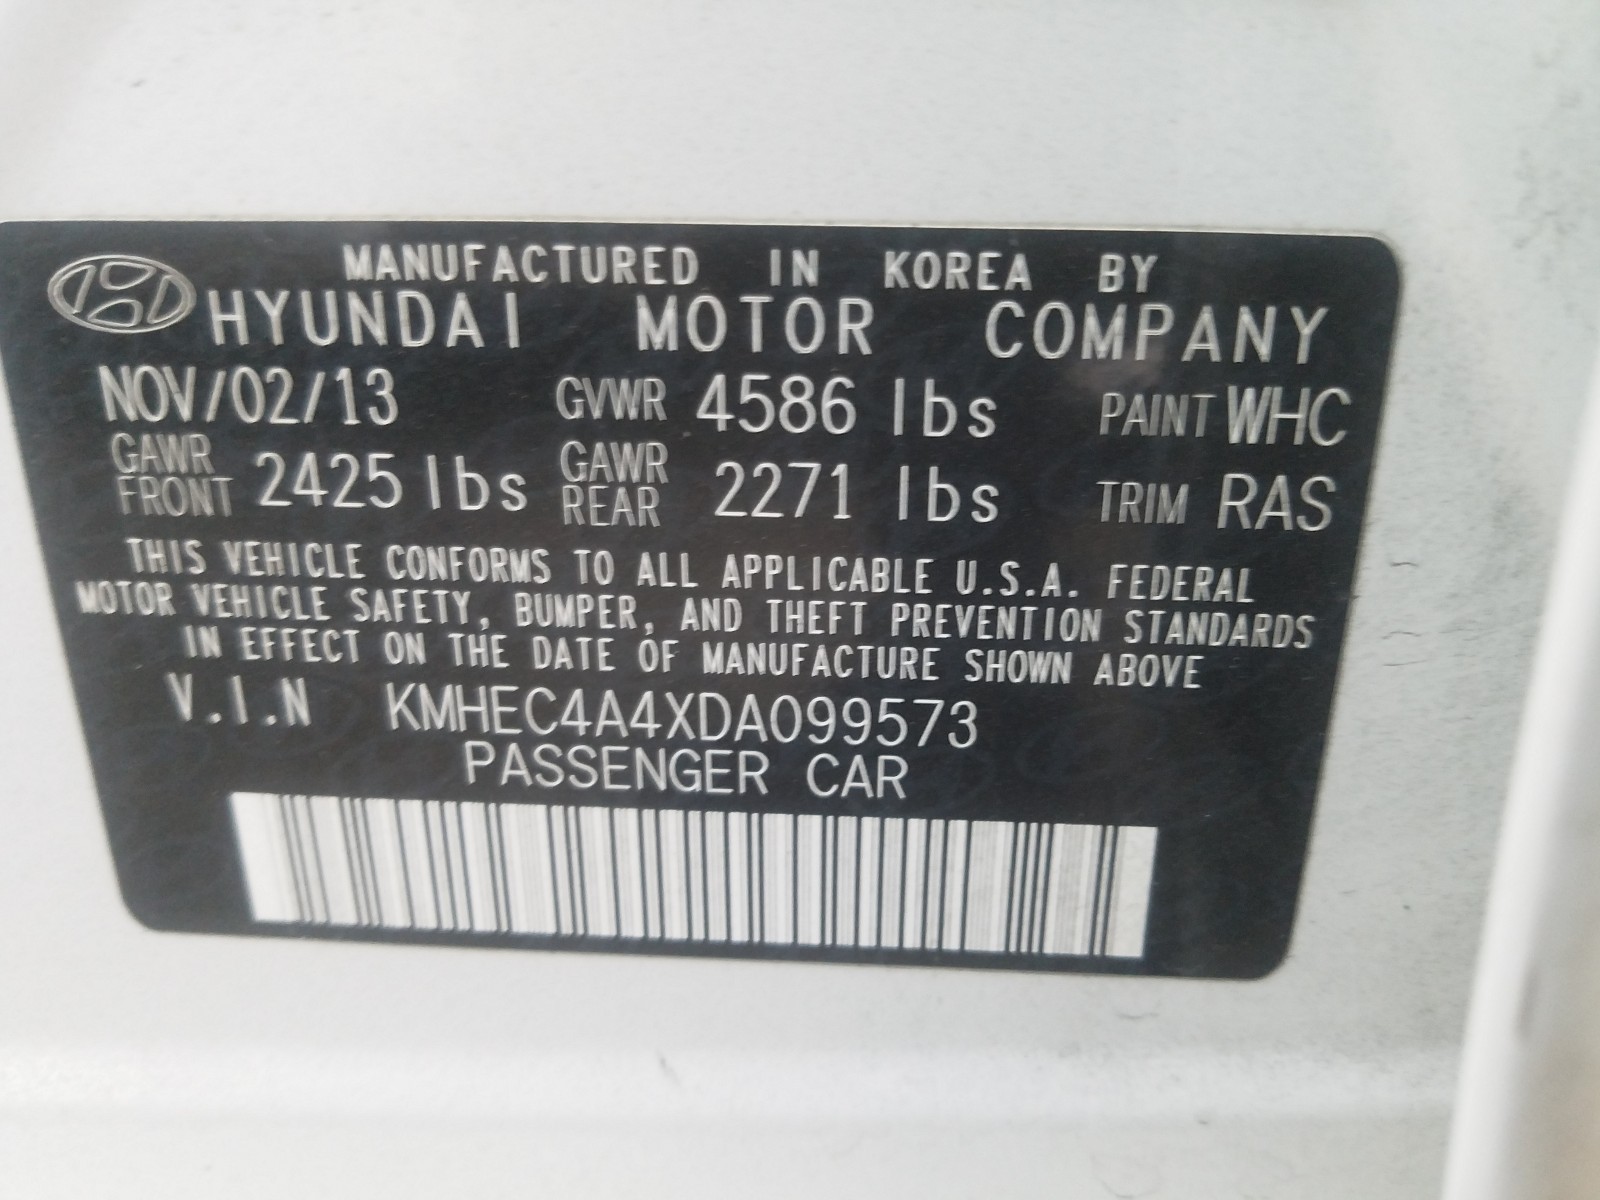 MANUFACTURED IN KOREA BY
HYUNDAI MOTOR COMPANY
NOV/02/13 GVWR 4586 lbs PAINT WHC
GAWR FRONT 2425 lbs GAWR REAR 2271 lbs TRIM RAS
THIS VEHICLE CONFORMS TO ALL APPLICABLE U.S.A. FEDERAL
MOTOR VEHICLE SAFETY, BUMPER, AND THEFT PREVENTION STANDARDS
IN EFFECT ON THE DATE OF MANUFACTURE SHOWN ABOVE
V.I.N KMHEC4A4XDA099573
PASSENGER CAR